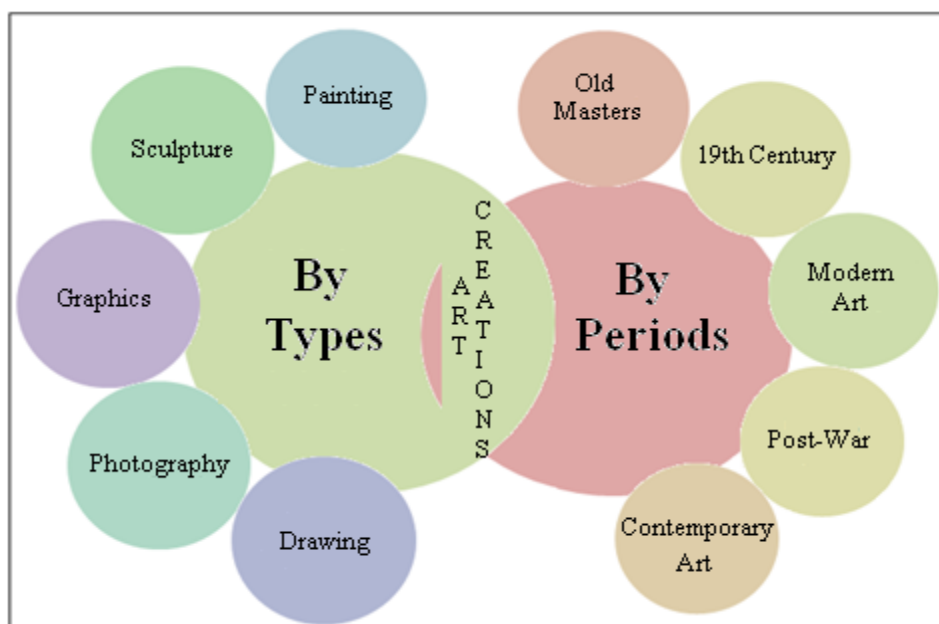 Painting
Sculpture
Graphics
Photography
Drawing
By
Types
ART
CREATIONS
By
Periods
Old
Masters
19th Century
Modern
Art
Post-War
Contemporary
Art